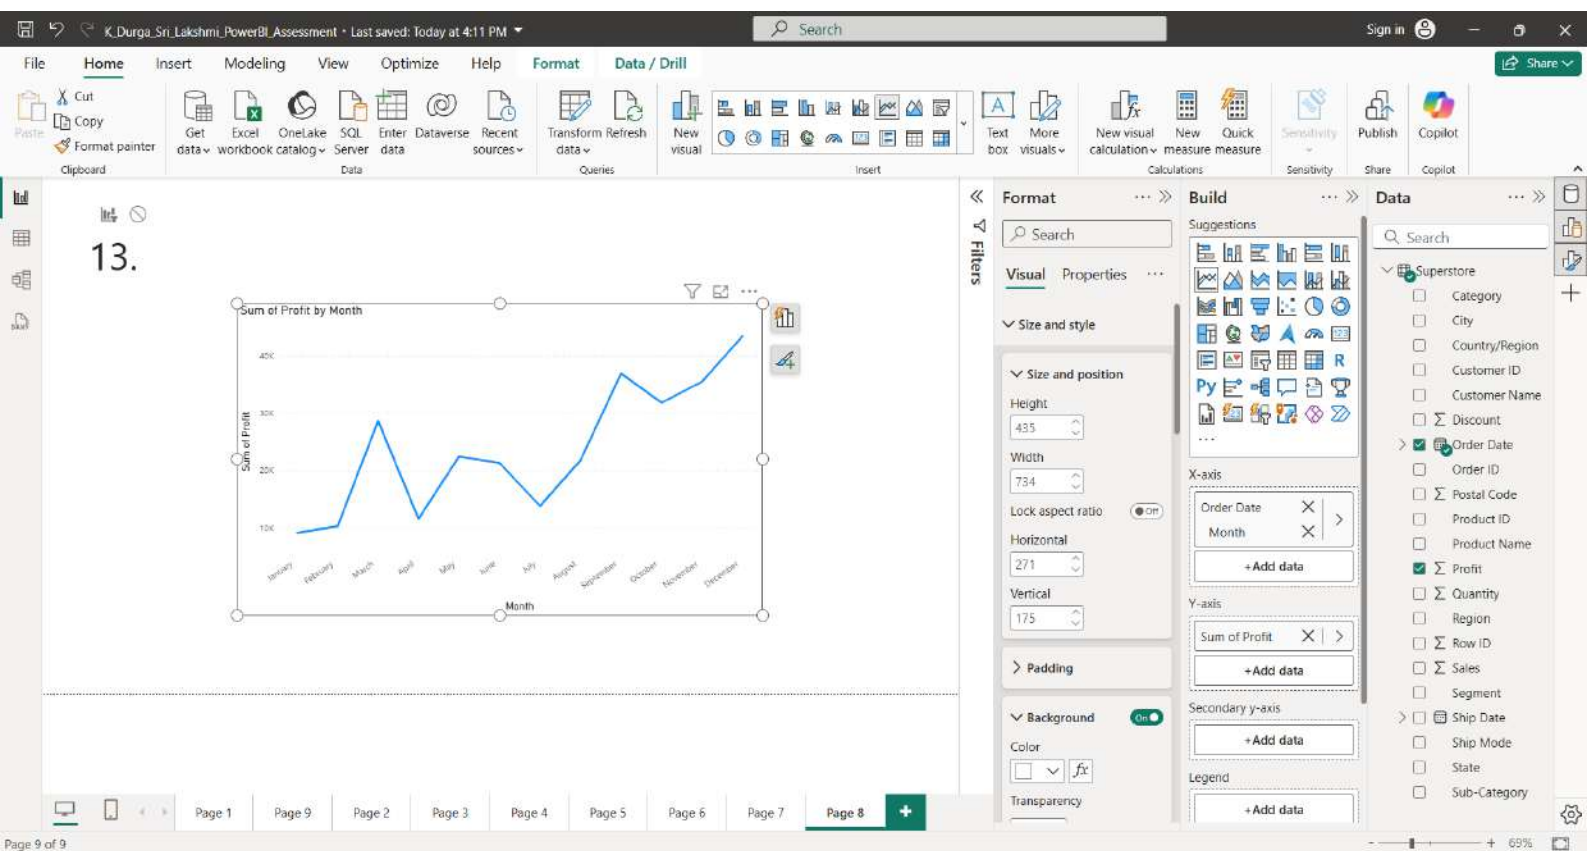 K_Durga_Sri_Lakshmi_PowerBI_Assessment • Last saved: Today at 4:11 PM
Search
Sign in
File Home Insert Modeling View Optimize Help Format Data / Drill
Share
Paste
Cut
Copy
Format painter
Clipboard
Get data
Excel workbook
OneLake catalog
SQL Server
Enter data
Dataverse
Recent sources
Data
Transform data
Refresh
Queries
New visual
Insert
Text box
More visuals
New visual calculation
New measure
Quick measure
Calculations
Sensitivity
Sensitivity
Publish
Share
Copilot
Copilot
13.
Sum of Profit by Month
Sum of Profit
40K
30K
20K
10K
January February March April May June July August September October November December
Month
Filters
Format
Search
Visual Properties
Size and style
Size and position
Height
435
Width
734
Lock aspect ratio Off
Horizontal
271
Vertical
175
Padding
Background On
Color
fx
Transparency
Build
Suggestions
123
R
Py
X-axis
Order Date
Month
+Add data
Y-axis
Sum of Profit
+Add data
Secondary y-axis
+Add data
Legend
+Add data
Data
Search
Superstore
Category
City
Country/Region
Customer ID
Customer Name
Discount
Order Date
Order ID
Postal Code
Product ID
Product Name
Profit
Quantity
Region
Row ID
Sales
Segment
Ship Date
Ship Mode
State
Sub-Category
Page 1 Page 9 Page 2 Page 3 Page 4 Page 5 Page 6 Page 7 Page 8
Page 9 of 9
69%